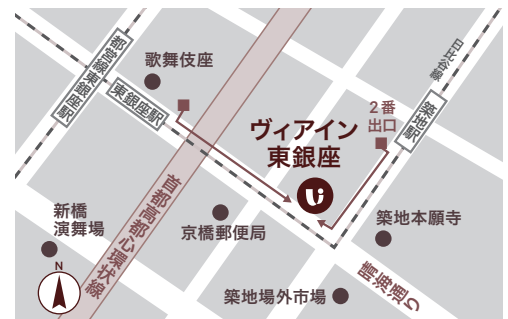 歌舞伎座
都営線東銀座駅
東銀座駅
日比谷線
2番
出口
築地駅
ヴィアイン
東銀座
首都高都心環状線
新橋
演舞場
京橋郵便局
築地本願寺
築地場外市場
晴海通り
N